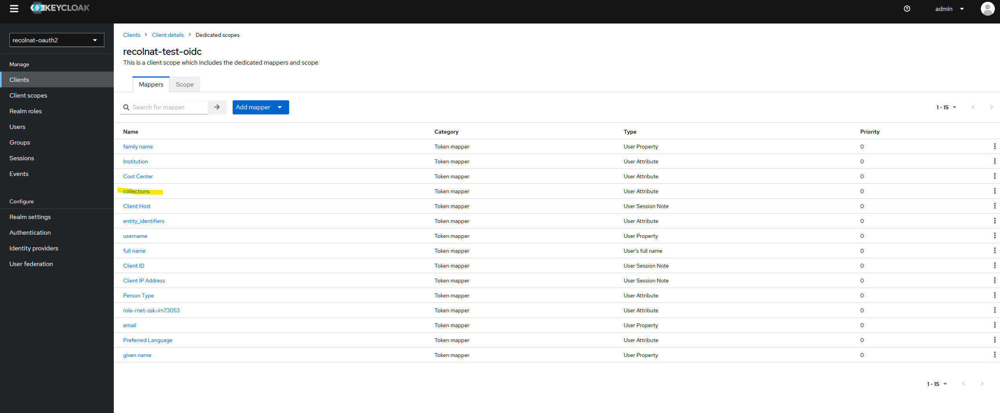 KEYCLOAK
admin
recolnat-oauth2
Manage
Clients
Client scopes
Realm roles
Users
Groups
Sessions
Events
Configure
Realm settings
Authentication
Identity providers
User federation
Clients > Client details > Dedicated scopes
recolnat-test-oidc
This is a client scope which includes the dedicated mappers and scope
Mappers Scope
Search for mapper Add mapper 1 - 15
Name Category Type Priority
family name Token mapper User Property 0
Institution Token mapper User Attribute 0
Cost Center Token mapper User Attribute 0
collections Token mapper User Attribute 0
Client Host Token mapper User Session Note 0
entity_identifiers Token mapper User Attribute 0
username Token mapper User Property 0
full name Token mapper User's full name 0
Client ID Token mapper User Session Note 0
Client IP Address Token mapper User Session Note 0
Person Type Token mapper User Attribute 0
role-rnet-ssk-irn73053 Token mapper User Attribute 0
email Token mapper User Property 0
Preferred Language Token mapper User Attribute 0
given name Token mapper User Property 0
1 - 15